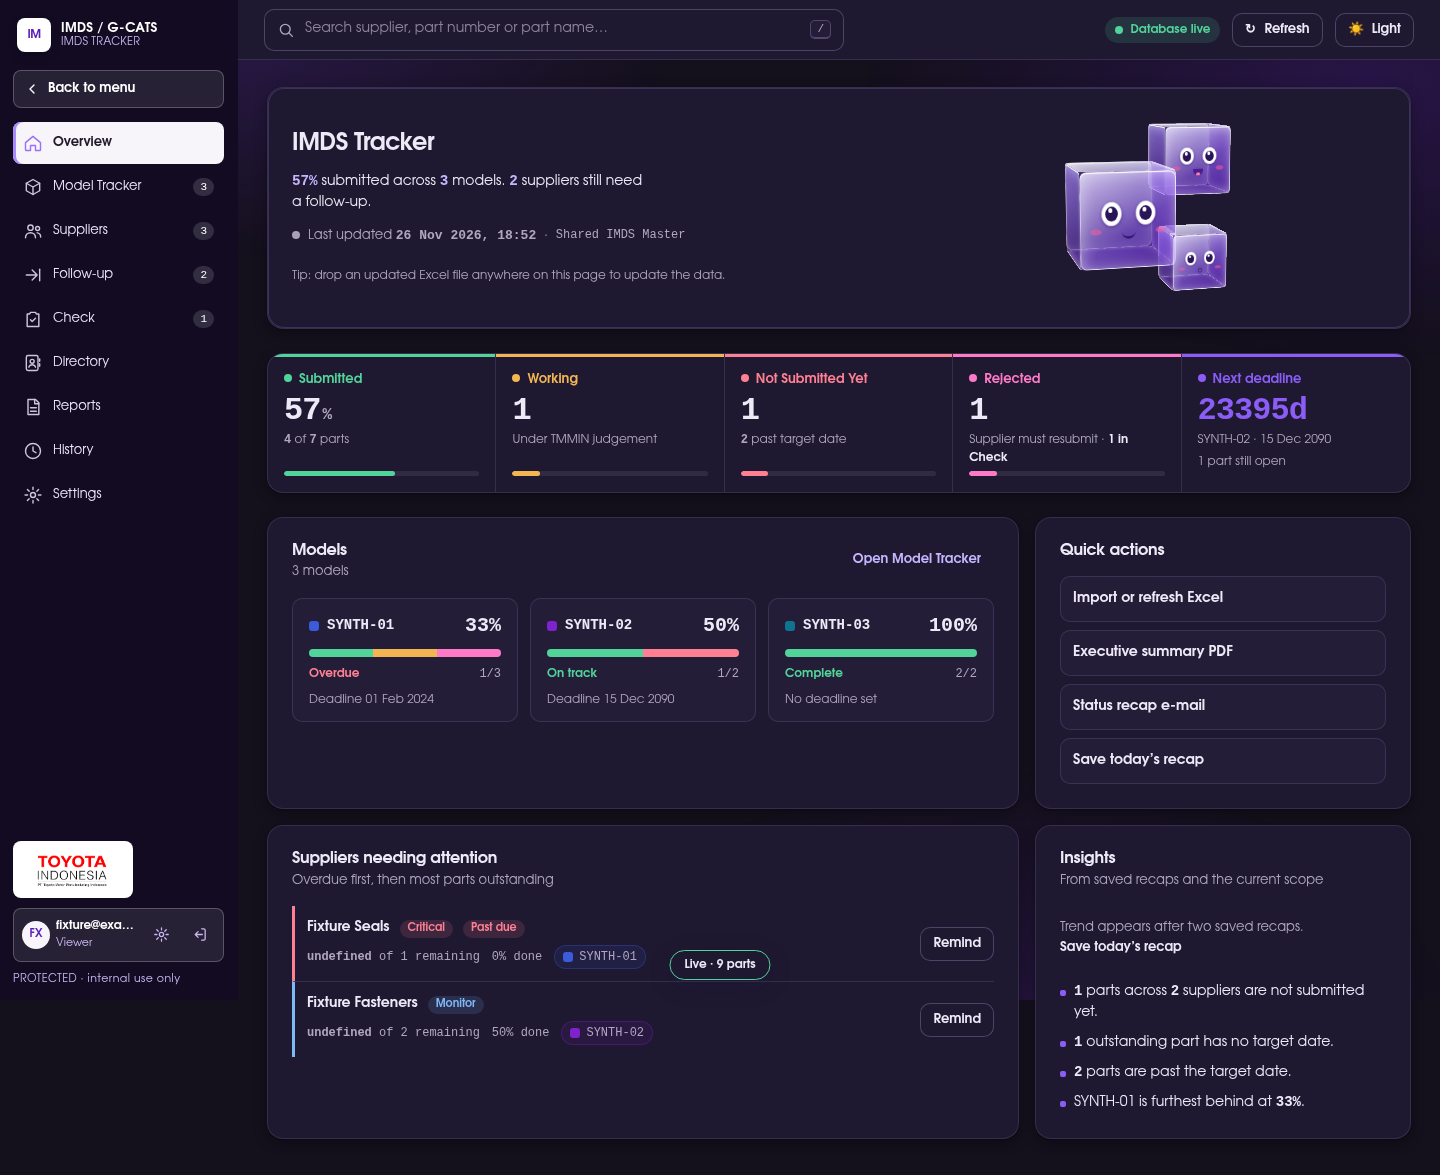 IM
IMDS / G-CATS
IMDS TRACKER
Back to menu
Overview
Model Tracker 3
Suppliers 3
Follow-up 2
Check 1
Directory
Reports
History
Settings
TOYOTA
INDONESIA
FX
fixture@exa...
Viewer
PROTECTED · internal use only
Search supplier, part number or part name... /
Database live
Refresh
Light
IMDS Tracker
57% submitted across 3 models. 2 suppliers still need
a follow-up.
Last updated 26 Nov 2026, 18:52 · Shared IMDS Master
Tip: drop an updated Excel file anywhere on this page to update the data.
Submitted
57%
4 of 7 parts
Working
1
Under TMMIN judgement
Not Submitted Yet
1
2 past target date
Rejected
1
Supplier must resubmit · 1 in
Check
Next deadline
23395d
SYNTH-02 · 15 Dec 2090
1 part still open
Models
3 models
Open Model Tracker
SYNTH-01 33%
Overdue 1/3
Deadline 01 Feb 2024
SYNTH-02 50%
On track 1/2
Deadline 15 Dec 2090
SYNTH-03 100%
Complete 2/2
No deadline set
Quick actions
Import or refresh Excel
Executive summary PDF
Status recap e-mail
Save today's recap
Suppliers needing attention
Overdue first, then most parts outstanding
Fixture Seals Critical Past due
undefined of 1 remaining 0% done SYNTH-01
Remind
Live · 9 parts
Fixture Fasteners Monitor
undefined of 2 remaining 50% done SYNTH-02
Remind
Insights
From saved recaps and the current scope
Trend appears after two saved recaps.
Save today's recap
1 parts across 2 suppliers are not submitted
yet.
1 outstanding part has no target date.
2 parts are past the target date.
SYNTH-01 is furthest behind at 33%.